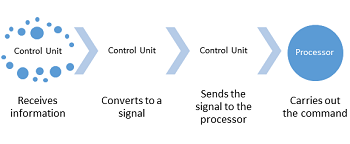 Control Unit
Control Unit
Control Unit
Processor
Receives
information
Converts to a
signal
Sends the
signal to the
processor
Carries out
the command